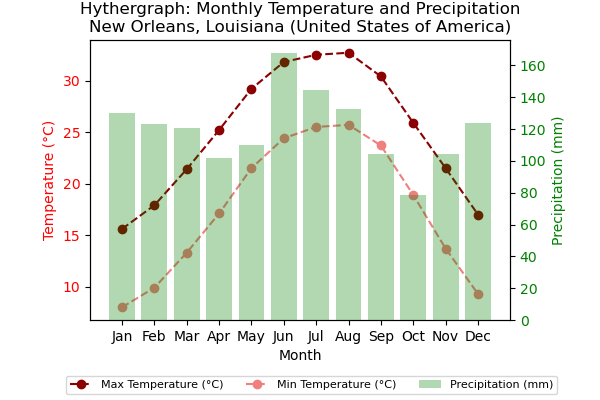 Hythergraph: Monthly Temperature and Precipitation
New Orleans, Louisiana (United States of America)
30
25
20
15
10
Temperature (°C)
160
140
120
100
80
60
40
20
0
Precipitation (mm)
Jan Feb Mar Apr May Jun Jul Aug Sep Oct Nov Dec
Month
Max Temperature (°C) Min Temperature (°C) Precipitation (mm)